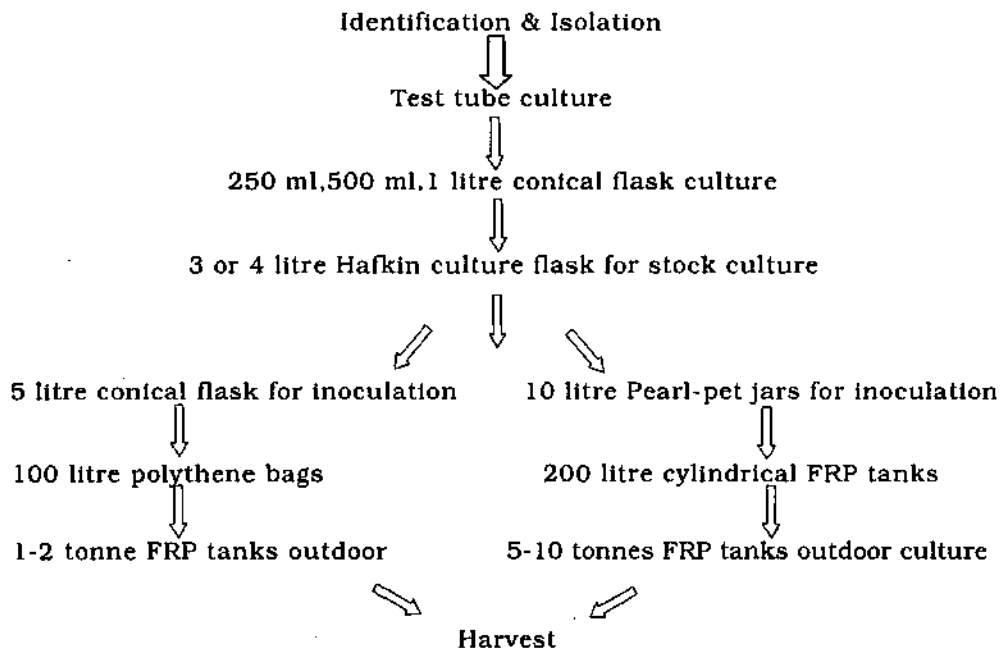 Identification & Isolation
Test tube culture
250 ml,500 ml,1 litre conical flask culture
3 or 4 litre Hafkin culture flask for stock culture
5 litre conical flask for inoculation
10 litre Pearl-pet jars for inoculation
100 litre polythene bags
200 litre cylindrical FRP tanks
1-2 tonne FRP tanks outdoor
5-10 tonnes FRP tanks outdoor culture
Harvest